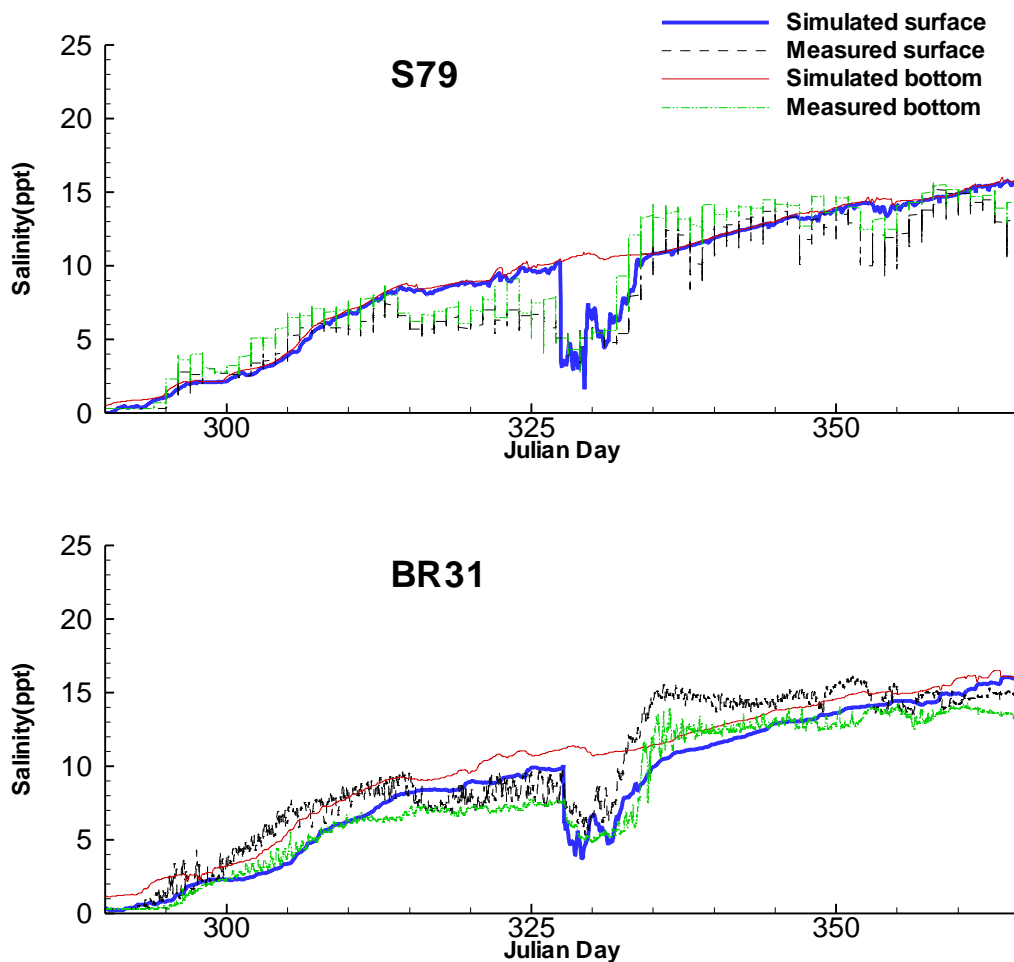 Simulated surface
Measured surface
Simulated bottom
Measured bottom
S79
25
20
15
10
5
0
Salinity(ppt)
300
325
350
Julian Day
BR31
25
20
15
10
5
0
Salinity(ppt)
300
325
350
Julian Day